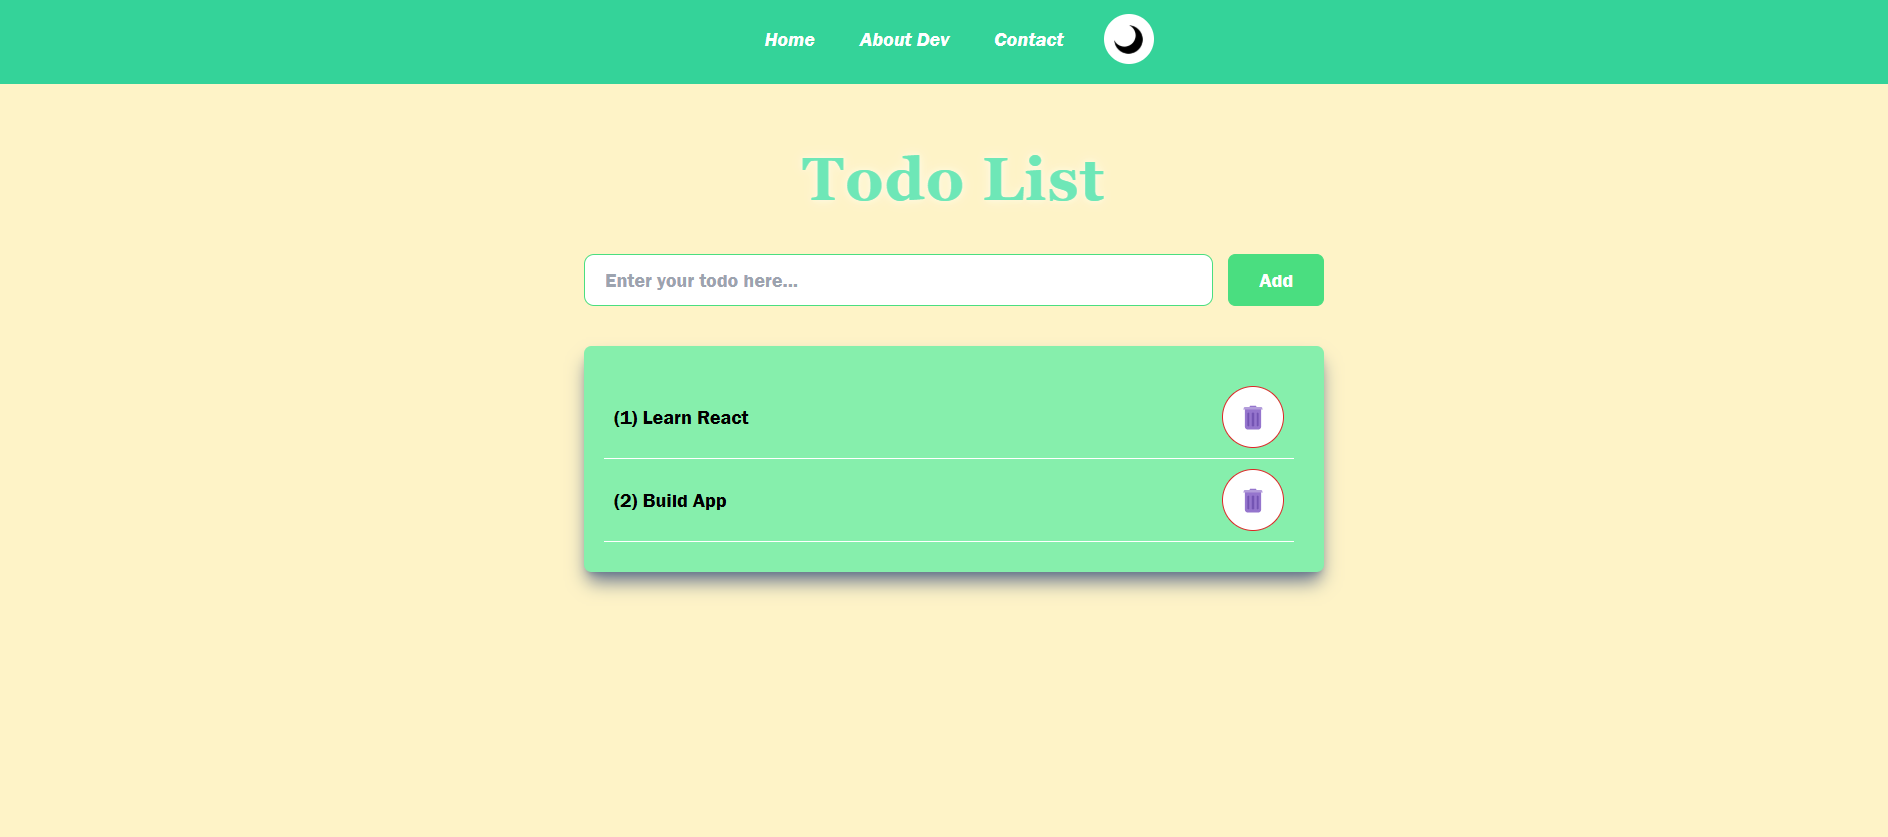 Home About Dev Contact
Todo List
Enter your todo here... Add
(1) Learn React
(2) Build App